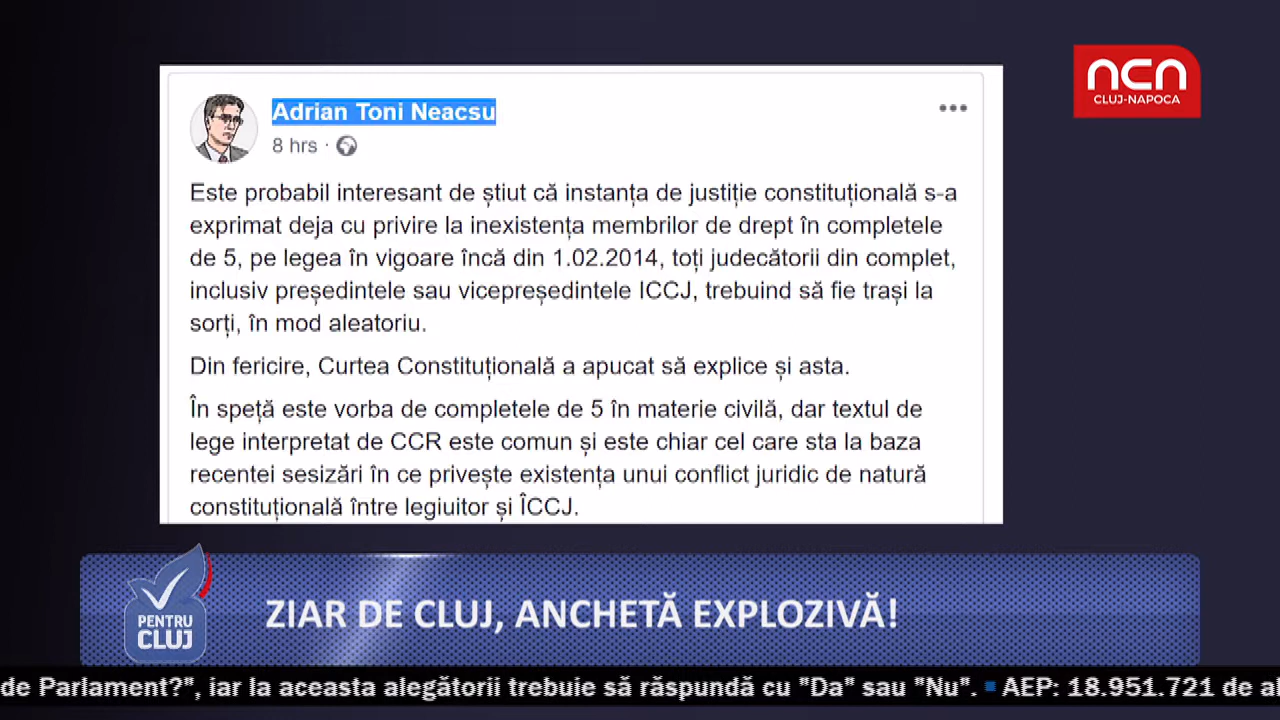 ncn
CLUJ-NAPOCA
Adrian Toni Neacsu
8 hrs ·
Este probabil interesant de știut că instanța de justiție constituțională s-a
exprimat deja cu privire la inexistența membrilor de drept în completele
de 5, pe legea în vigoare încă din 1.02.2014, toți judecătorii din complet,
inclusiv președintele sau vicepreședintele ICCJ, trebuind să fie trași la
sorți, în mod aleatoriu.
Din fericire, Curtea Constituțională a apucat să explice și asta.
În speță este vorba de completele de 5 în materie civilă, dar textul de
lege interpretat de CCR este comun și este chiar cel care sta la baza
recentei sesizări în ce privește existența unui conflict juridic de natură
constituțională între legiuitor și ÎCCJ.
PENTRU
CLUJ
ZIAR DE CLUJ, ANCHETĂ EXPLOZIVĂ!
de Parlament?", iar la aceasta alegătorii trebuie să răspundă cu "Da" sau "Nu". ▪ AEP: 18.951.721 de al